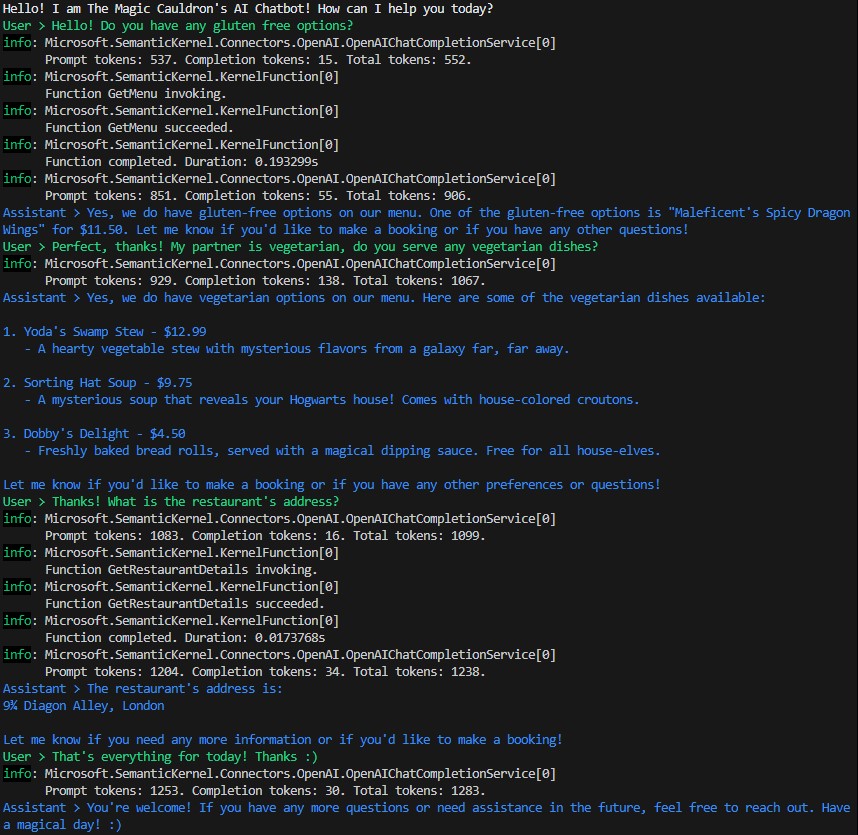 Hello! I am The Magic Cauldron's AI Chatbot! How can I help you today?
User > Hello! Do you have any gluten free options?
info: Microsoft.SemanticKernel.Connectors.OpenAI.OpenAIChatCompletionService[0]
      Prompt tokens: 537. Completion tokens: 15. Total tokens: 552.
info: Microsoft.SemanticKernel.KernelFunction[0]
      Function GetMenu invoking.
info: Microsoft.SemanticKernel.KernelFunction[0]
      Function GetMenu succeeded.
info: Microsoft.SemanticKernel.KernelFunction[0]
      Function completed. Duration: 0.193299s
info: Microsoft.SemanticKernel.Connectors.OpenAI.OpenAIChatCompletionService[0]
      Prompt tokens: 851. Completion tokens: 55. Total tokens: 906.
Assistant > Yes, we do have gluten-free options on our menu. One of the gluten-free options is "Maleficent's Spicy Dragon
Wings" for $11.50. Let me know if you'd like to make a booking or if you have any other questions!
User > Perfect, thanks! My partner is vegetarian, do you serve any vegetarian dishes?
info: Microsoft.SemanticKernel.Connectors.OpenAI.OpenAIChatCompletionService[0]
      Prompt tokens: 929. Completion tokens: 138. Total tokens: 1067.
Assistant > Yes, we do have vegetarian options on our menu. Here are some of the vegetarian dishes available:

1. Yoda's Swamp Stew - $12.99
   - A hearty vegetable stew with mysterious flavors from a galaxy far, far away.

2. Sorting Hat Soup - $9.75
   - A mysterious soup that reveals your Hogwarts house! Comes with house-colored croutons.

3. Dobby's Delight - $4.50
   - Freshly baked bread rolls, served with a magical dipping sauce. Free for all house-elves.

Let me know if you'd like to make a booking or if you have any other preferences or questions!
User > Thanks! What is the restaurant's address?
info: Microsoft.SemanticKernel.Connectors.OpenAI.OpenAIChatCompletionService[0]
      Prompt tokens: 1083. Completion tokens: 16. Total tokens: 1099.
info: Microsoft.SemanticKernel.KernelFunction[0]
      Function GetRestaurantDetails invoking.
info: Microsoft.SemanticKernel.KernelFunction[0]
      Function GetRestaurantDetails succeeded.
info: Microsoft.SemanticKernel.KernelFunction[0]
      Function completed. Duration: 0.0173768s
info: Microsoft.SemanticKernel.Connectors.OpenAI.OpenAIChatCompletionService[0]
      Prompt tokens: 1204. Completion tokens: 34. Total tokens: 1238.
Assistant > The restaurant's address is:
9¾ Diagon Alley, London

Let me know if you need any more information or if you'd like to make a booking!
User > That's everything for today! Thanks :)
info: Microsoft.SemanticKernel.Connectors.OpenAI.OpenAIChatCompletionService[0]
      Prompt tokens: 1253. Completion tokens: 30. Total tokens: 1283.
Assistant > You're welcome! If you have any more questions or need assistance in the future, feel free to reach out. Have
a magical day! :)